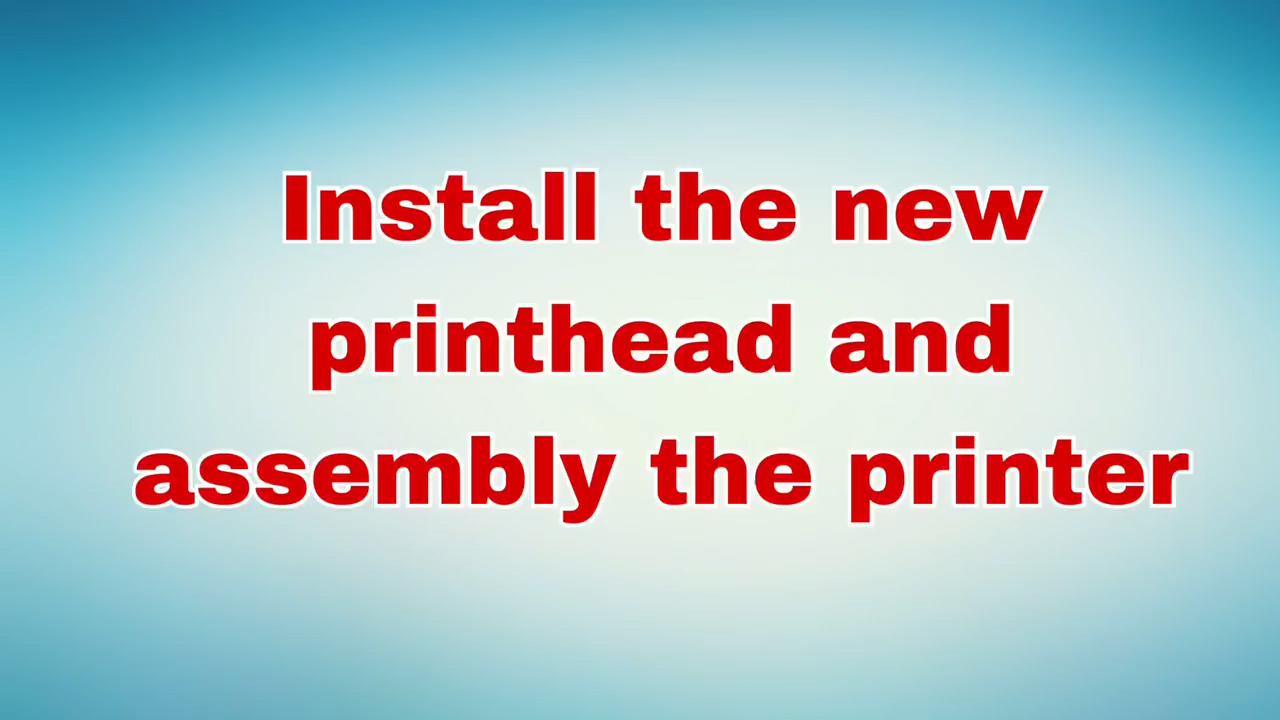 Install the new
printhead and
assembly the printer